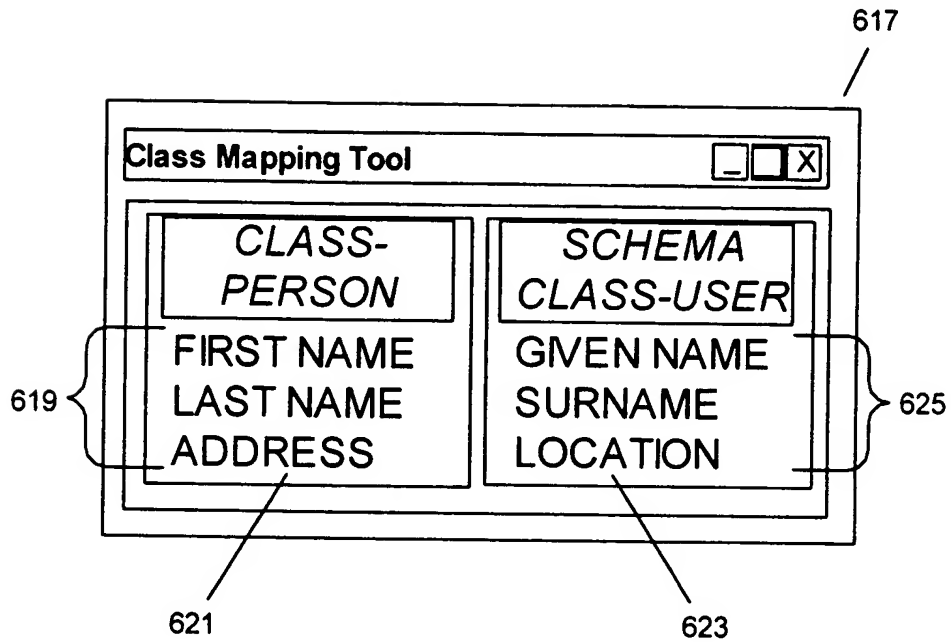 617
Class Mapping Tool
_ X
CLASS-
PERSON
SCHEMA
CLASS-USER
FIRST NAME
LAST NAME
ADDRESS
GIVEN NAME
SURNAME
LOCATION
619
625
621
623